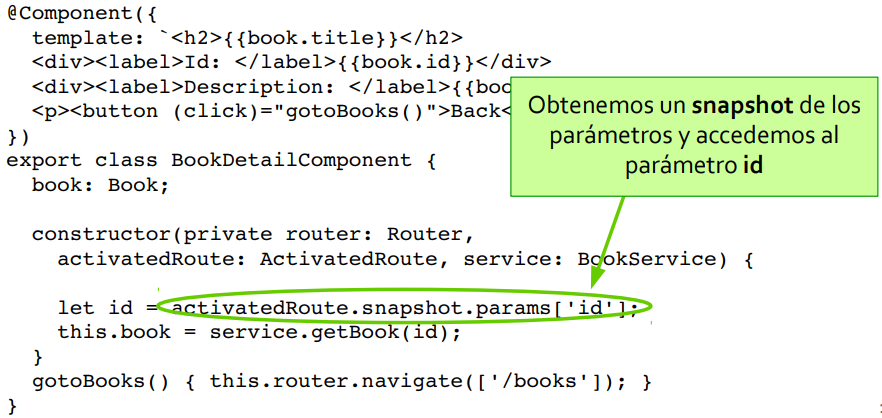 @Component({
template: `<h2>{{book.title}}</h2>
<div><label>Id: </label>{{book.id}}</div>
<div><label>Description: </label>{{boo
<p><button (click)="gotoBooks()">Back<
})
export class BookDetailComponent {
book: Book;
constructor(private router: Router,
activatedRoute: ActivatedRoute, service: BookService) {
let id = activatedRoute.snapshot.params['id'];
this.book = service.getBook(id);
}
gotoBooks() { this.router.navigate(['/books']); }
}
Obtenemos un snapshot de los
parámetros y accedemos al
parámetro id